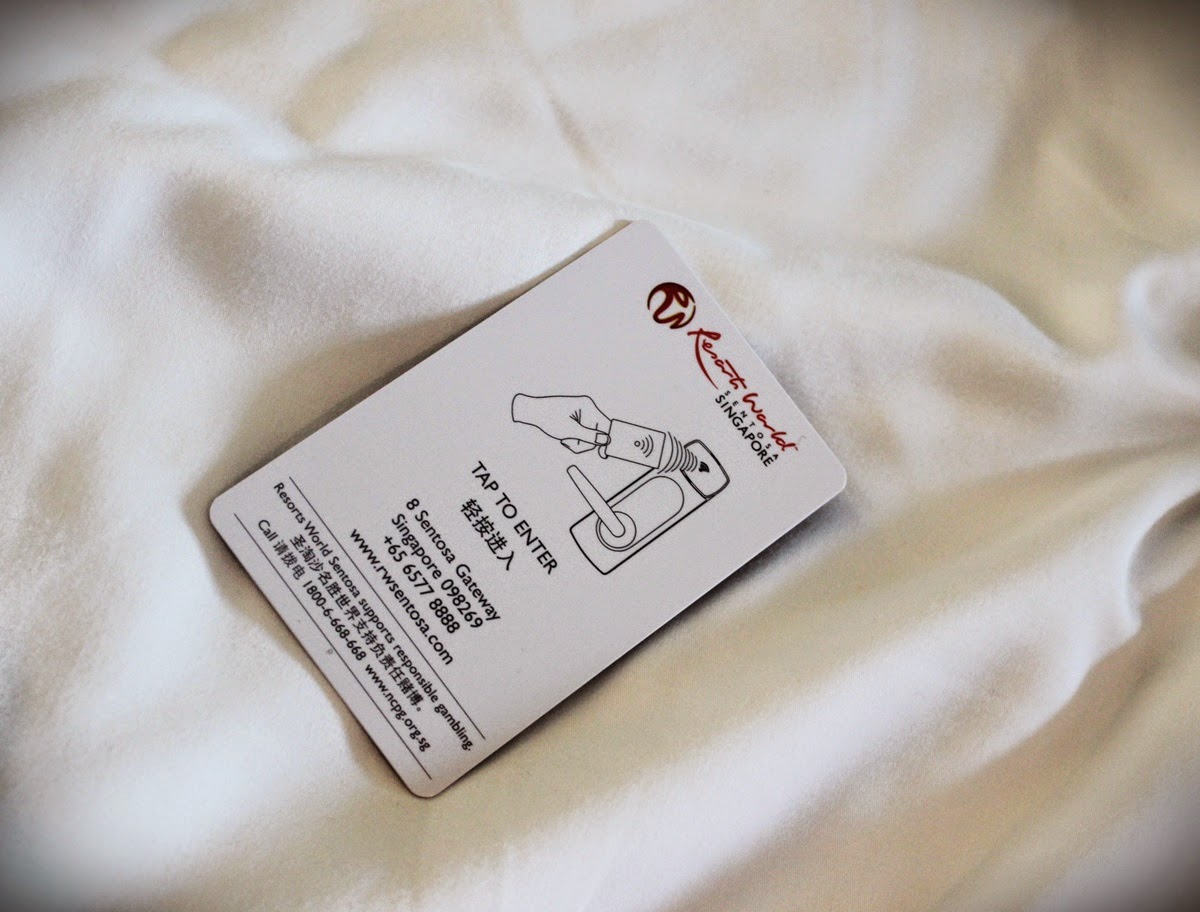 RW
Resorts World
SENTOSA
SINGAPORE
TAP TO ENTER
轻按进入
8 Sentosa Gateway
Singapore 098269
+65 6577 8888
www.rwsentosa.com
Resorts World Sentosa supports responsible gambling.
圣淘沙名胜世界支持负责任赌博。
Call 请拨电 1800-6-668-668 www.ncpg.org.sg